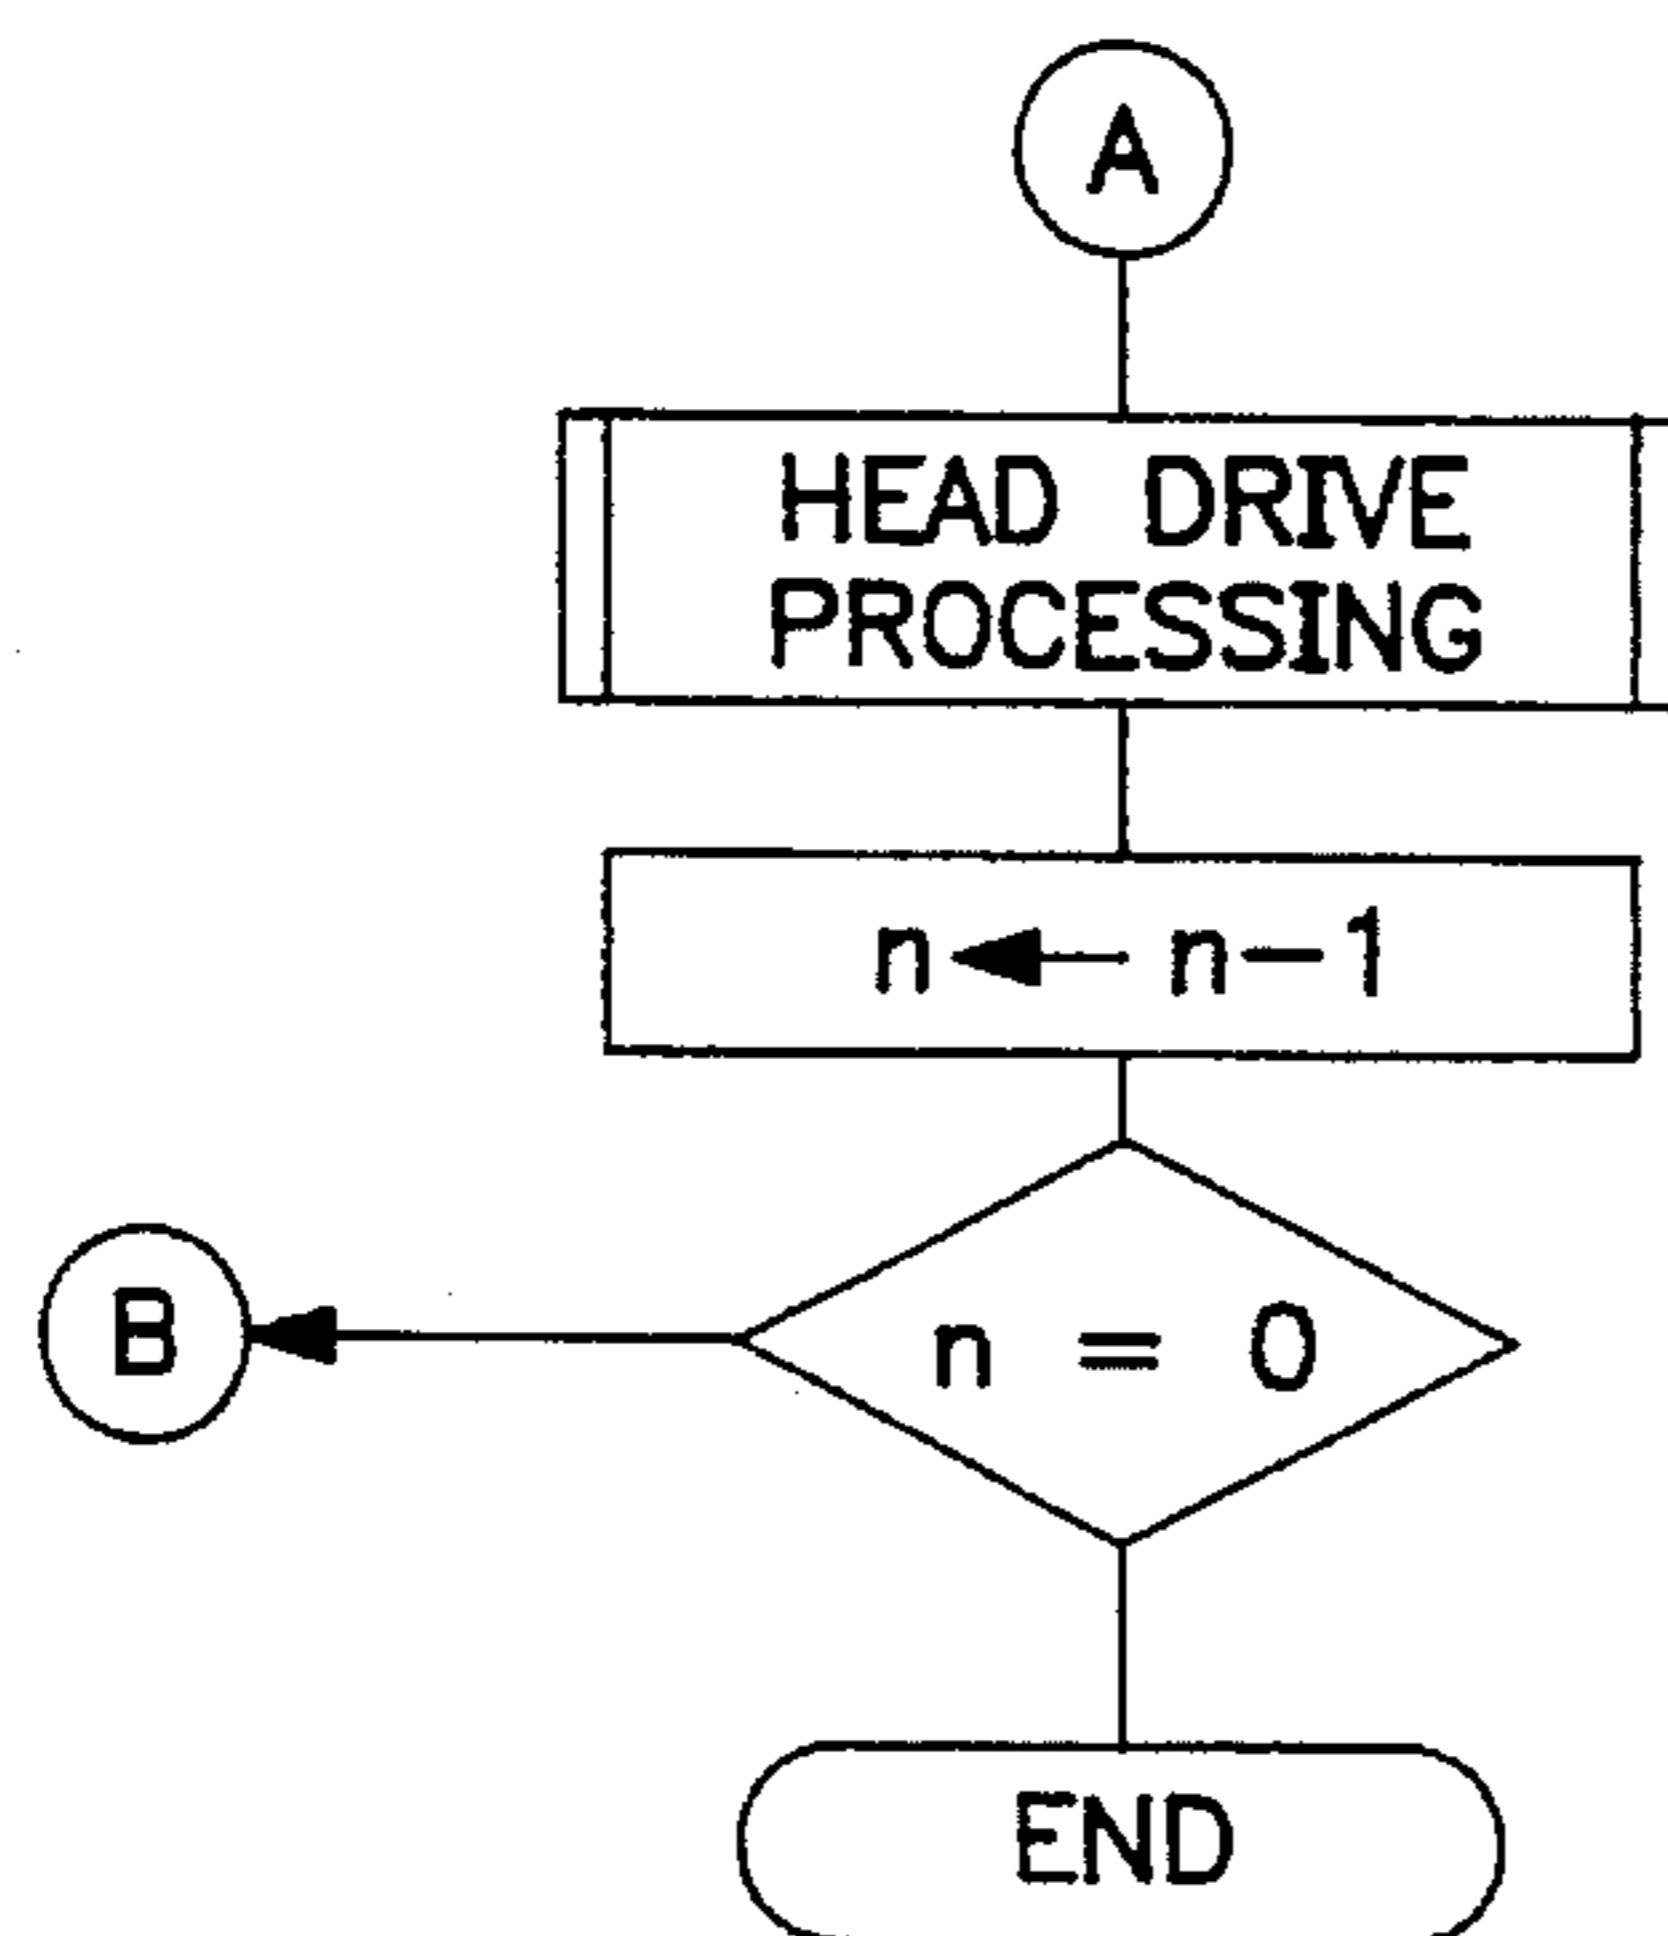 A
HEAD DRIVE
PROCESSING
n ← n-1
n = 0
B
END